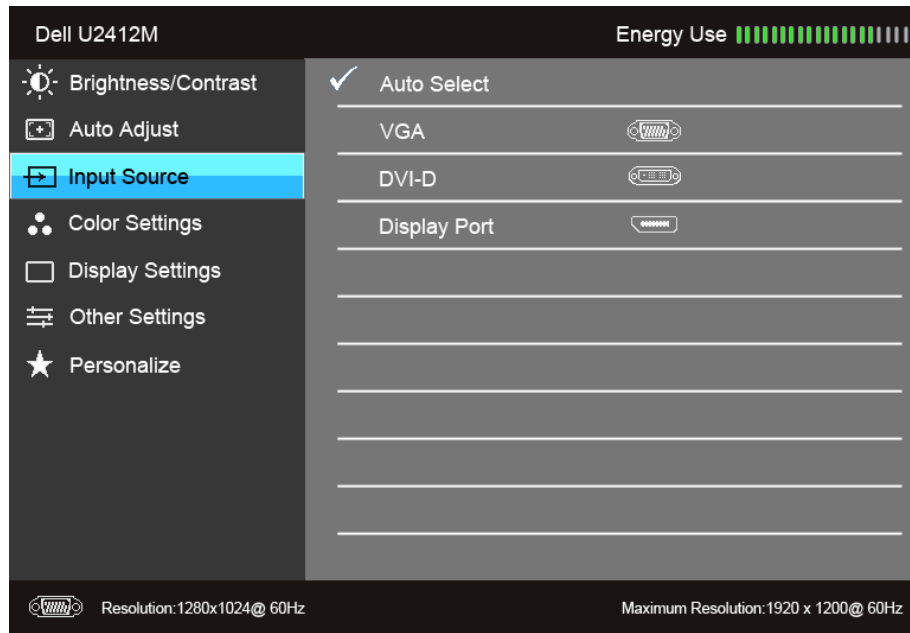 Dell U2412M
Energy Use
Brightness/Contrast
Auto Adjust
Input Source
Color Settings
Display Settings
Other Settings
Personalize
Auto Select
VGA
DVI-D
Display Port
Resolution:1280x1024@ 60Hz
Maximum Resolution:1920 x 1200@ 60Hz